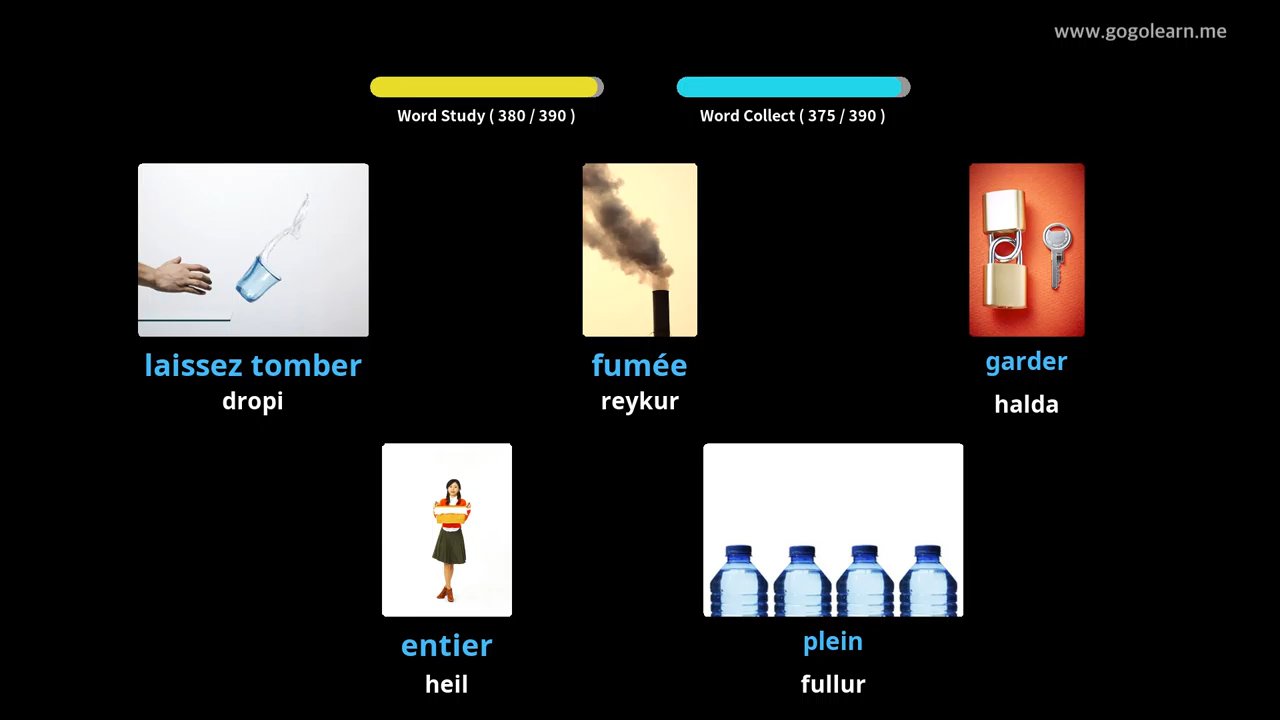 www.gogolearn.me
Word Study ( 380 / 390 )
Word Collect ( 375 / 390 )
laissez tomber
dropi
fumée
reykur
garder
halda
entier
heil
plein
fullur